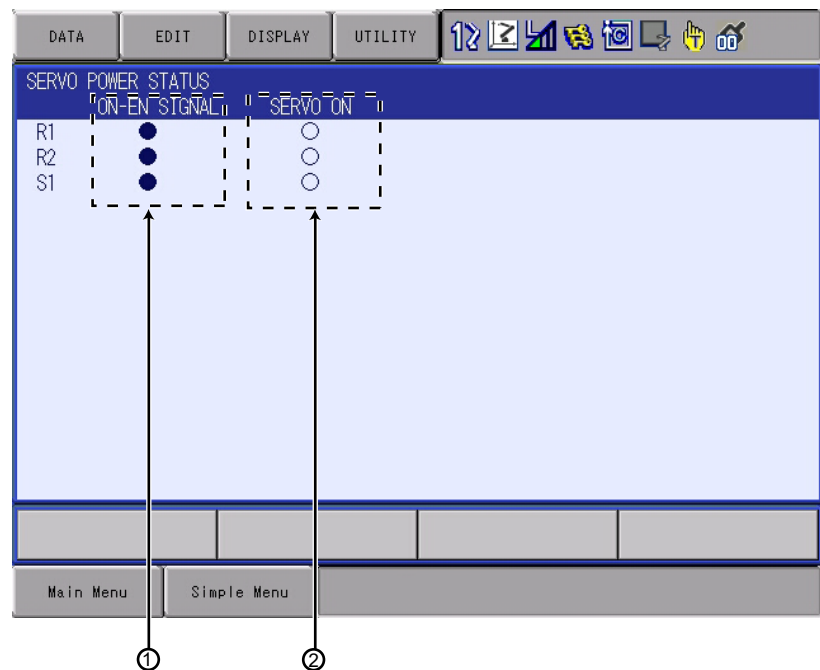 DATA EDIT DISPLAY UTILITY
SERVO POWER STATUS
ON-EN SIGNAL SERVO ON
R1
R2
S1
Main Menu Simple Menu
① ②